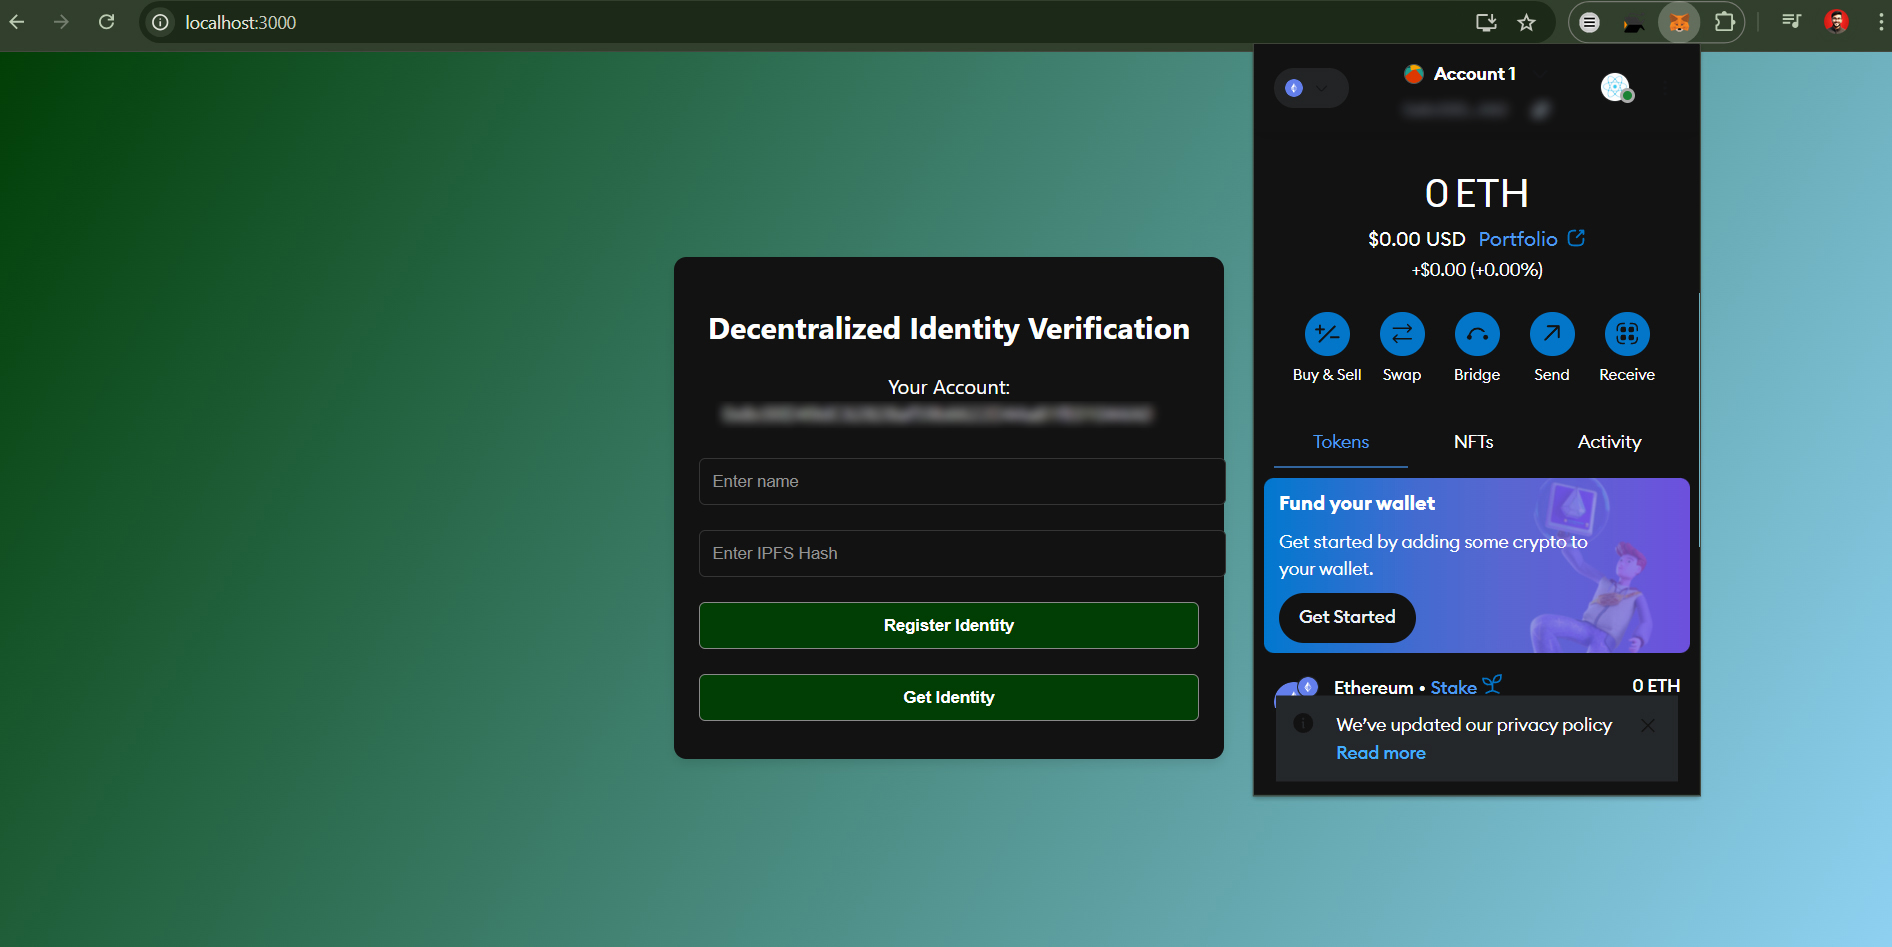 localhost:3000
Account 1
0 ETH
$0.00 USD Portfolio
+$0.00 (+0.00%)
Buy & Sell Swap Bridge Send Receive
Tokens NFTs Activity
Fund your wallet
Get started by adding some crypto to
your wallet.
Get Started
Ethereum • Stake 0 ETH
We've updated our privacy policy
Read more
Decentralized Identity Verification
Your Account:
Enter name
Enter IPFS Hash
Register Identity
Get Identity